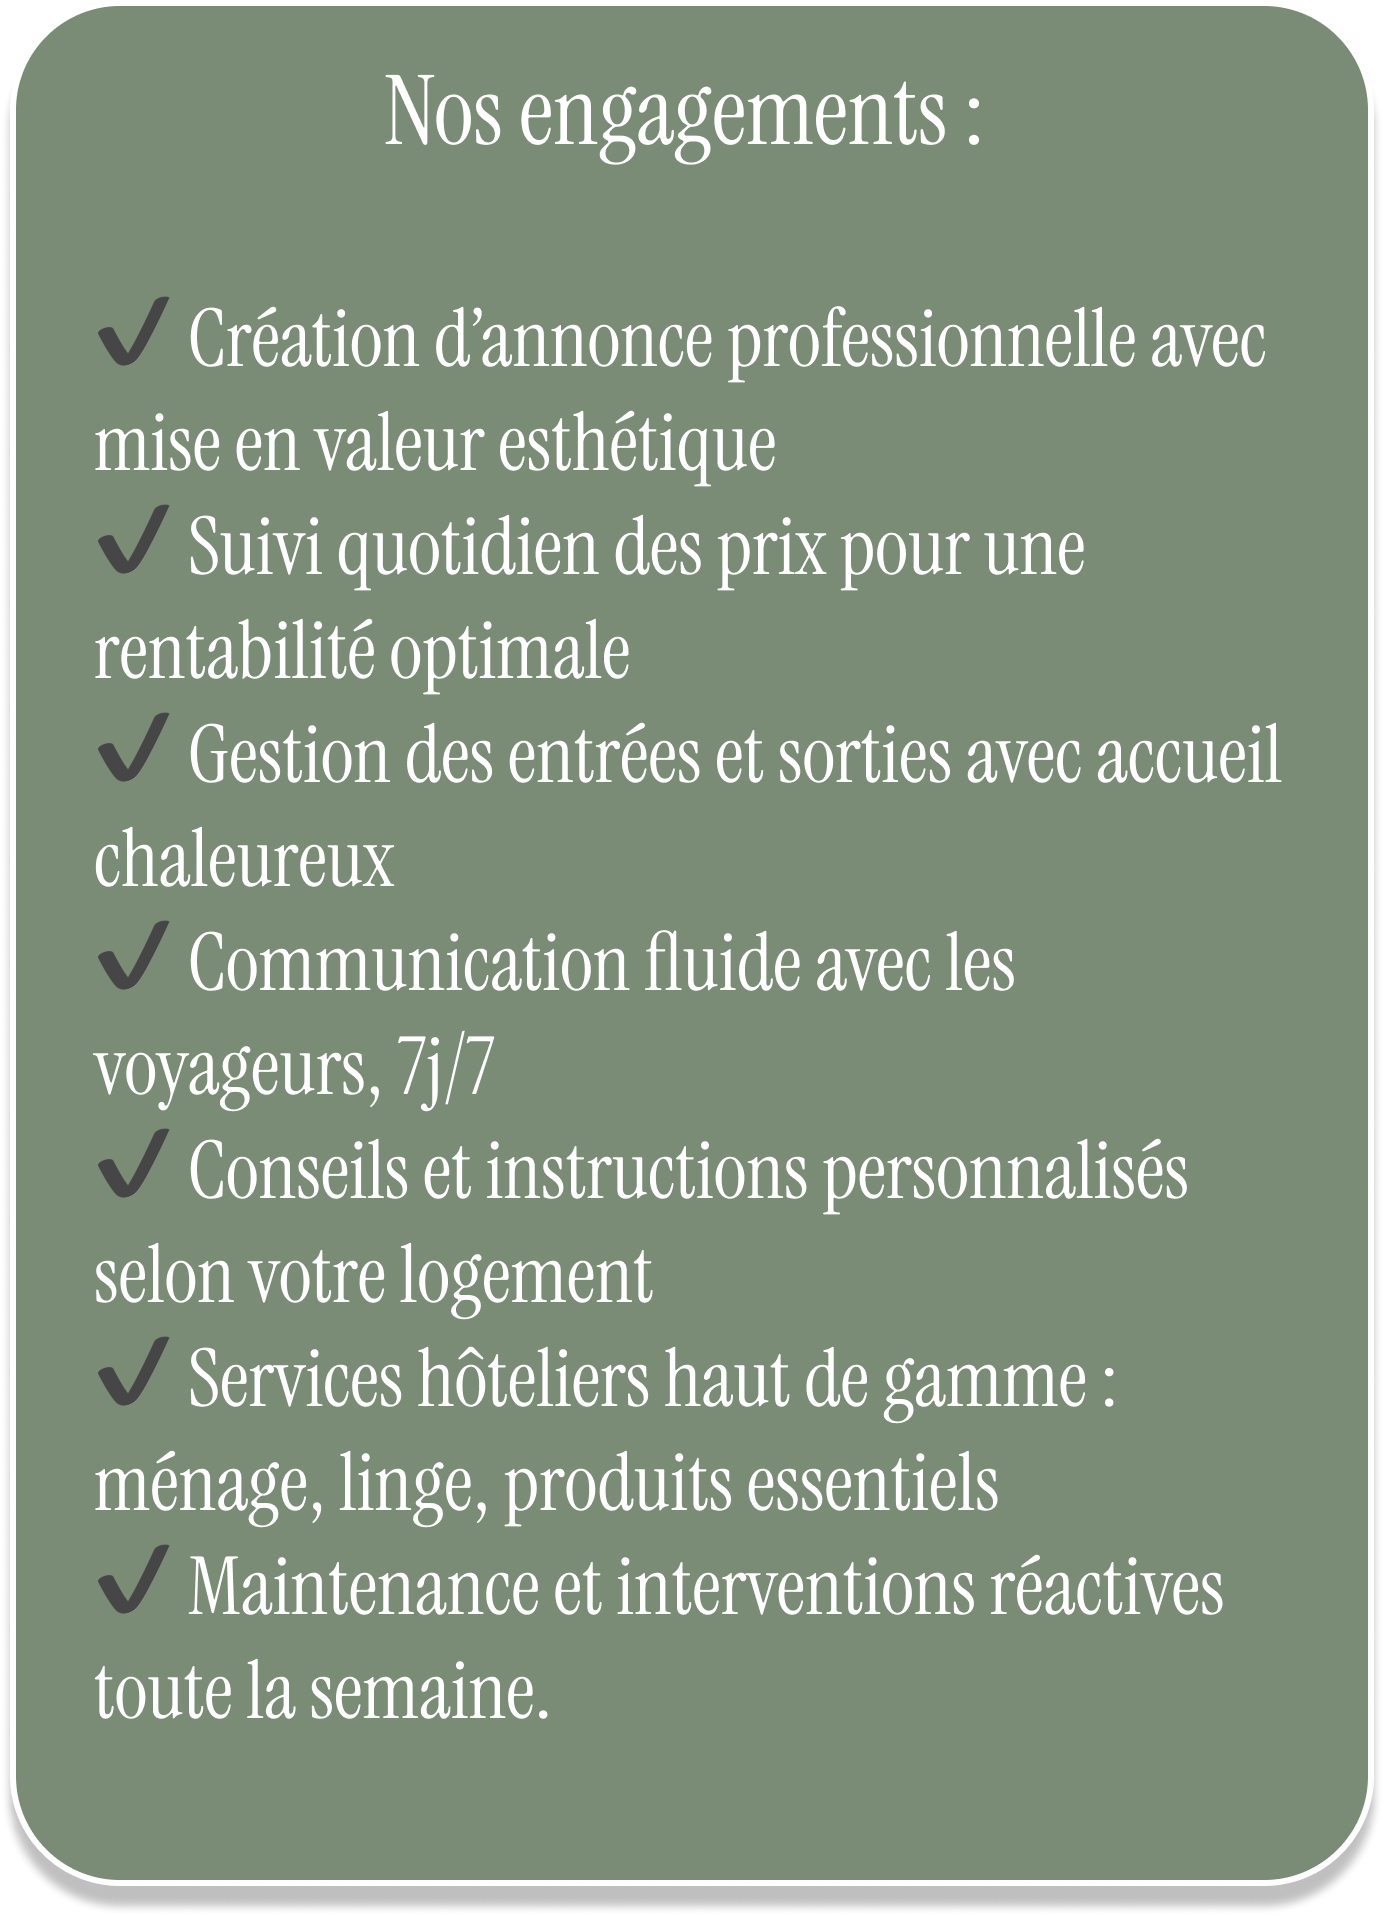 Nos engagements :
✔ Création d’annonce professionnelle avec
mise en valeur esthétique
✔ Suivi quotidien des prix pour une
rentabilité optimale
✔ Gestion des entrées et sorties avec accueil
chaleureux
✔ Communication fluide avec les
voyageurs, 7j/7
✔ Conseils et instructions personnalisés
selon votre logement
✔ Services hôteliers haut de gamme :
ménage, linge, produits essentiels
✔ Maintenance et interventions réactives
toute la semaine.